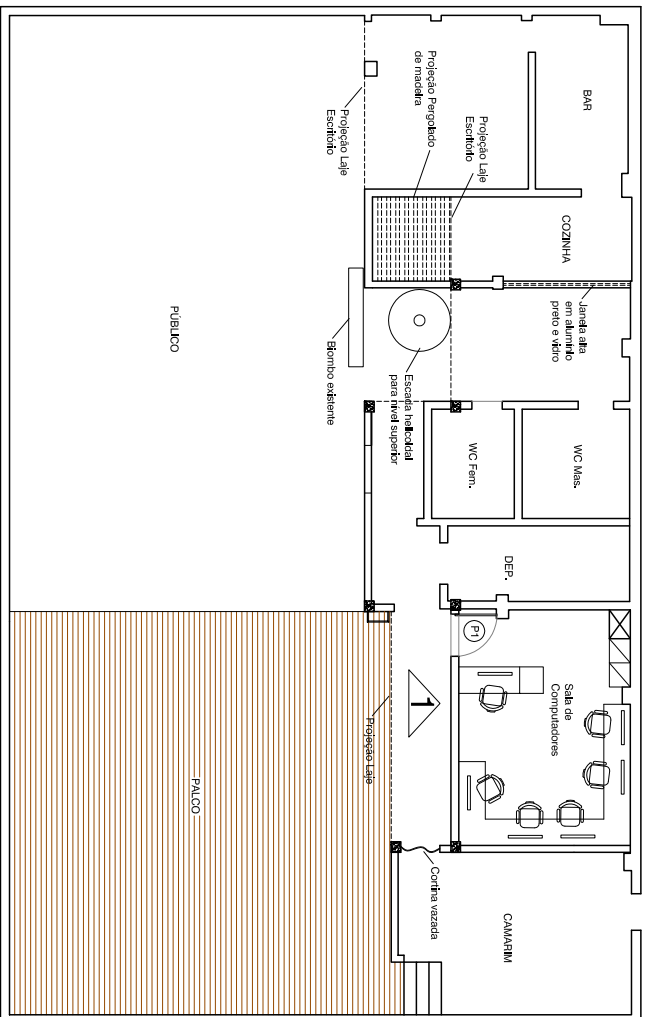 BAR
Projeção Pergolado
de madeira
Projeção Laje
Escritório
Projeção Laje
Escritório
COZINHA
Janela alta
em alumínio
preto e vidro
PÚBLICO
Biombo existente
Escada helicoidal
para nível superior
WC Fem.
WC Mas.
DEP.
P1
Sala de
Computadores
1
Projeção Laje
PALCO
Cortina vazada
CAMARIM